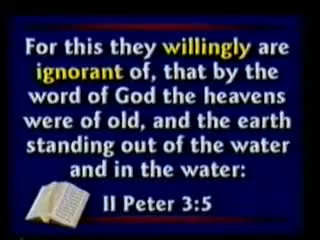 For this they willingly are
ignorant of, that by the
word of God the heavens
were of old, and the earth
standing out of the water
and in the water:
II Peter 3:5